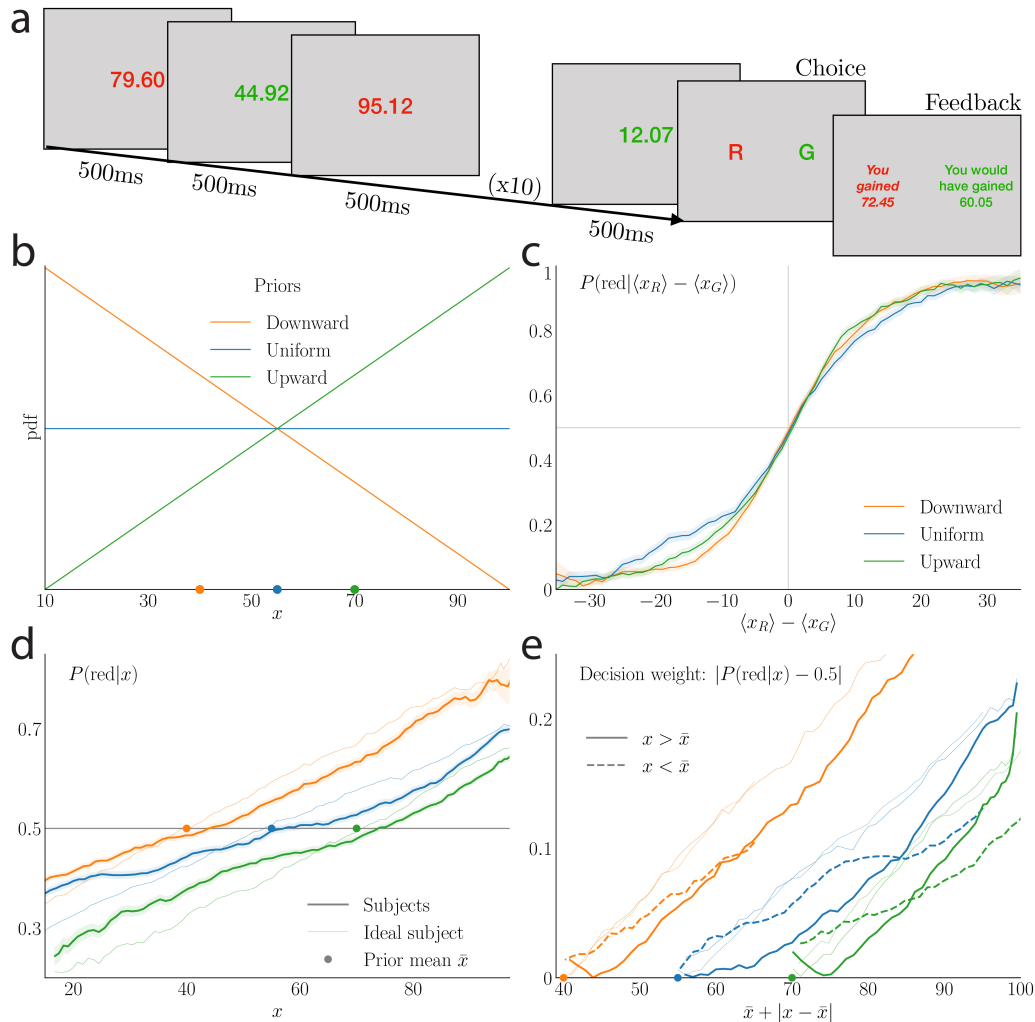 a
79.60
44.92
95.12
500ms
500ms
500ms
(x10)
12.07
500ms
Choice
R G
Feedback
You
gained
72.45
You would
have gained
60.05
b
Priors
Downward
Uniform
Upward
pdf
10 30 50 70 90
x
c
P(red|⟨x_R⟩ − ⟨x_G⟩)
1
0.8
0.6
0.4
0.2
0
Downward
Uniform
Upward
−30 −20 −10 0 10 20 30
⟨x_R⟩ − ⟨x_G⟩
d
P(red|x)
0.7
0.5
0.3
Subjects
Ideal subject
Prior mean x̄
20 40 60 80
x
e
Decision weight: |P(red|x) − 0.5|
x > x̄
x < x̄
0.2
0.1
0
40 50 60 70 80 90 100
x̄ + |x − x̄|